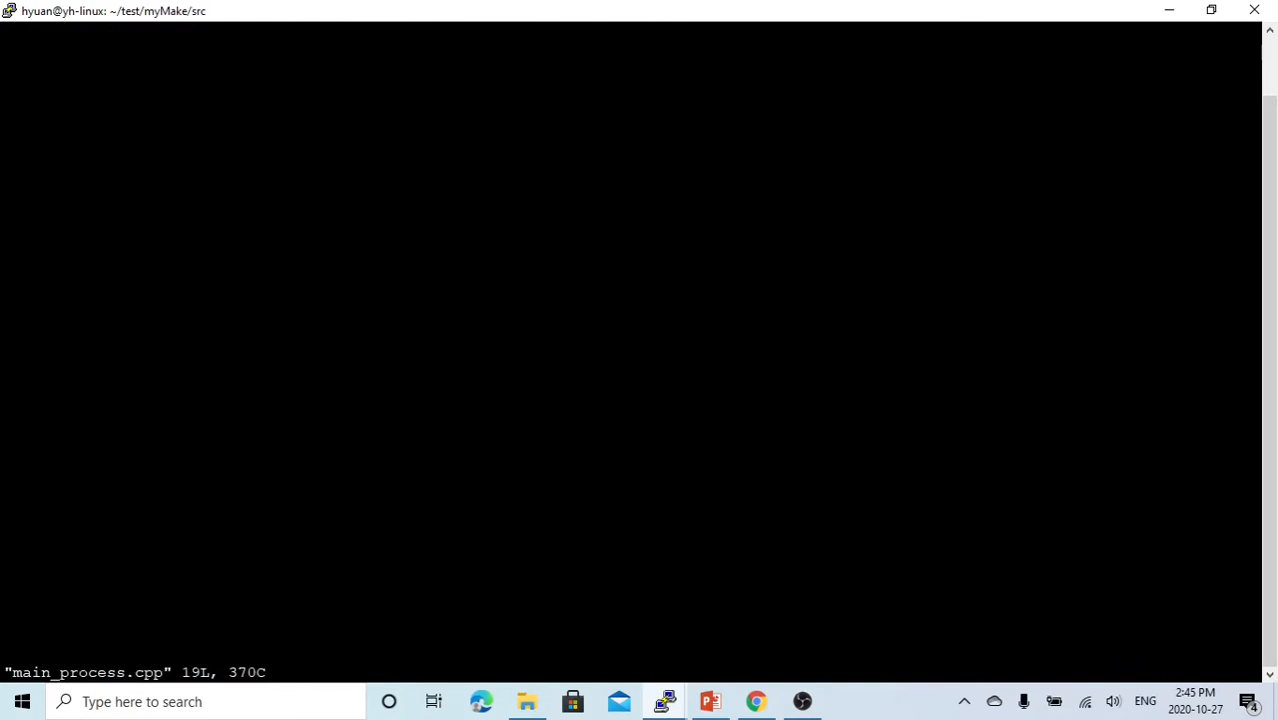 hyuan@yh-linux: ~/test/myMake/src
"main_process.cpp" 19L, 370C
Type here to search
ENG
2:45 PM
2020-10-27
4